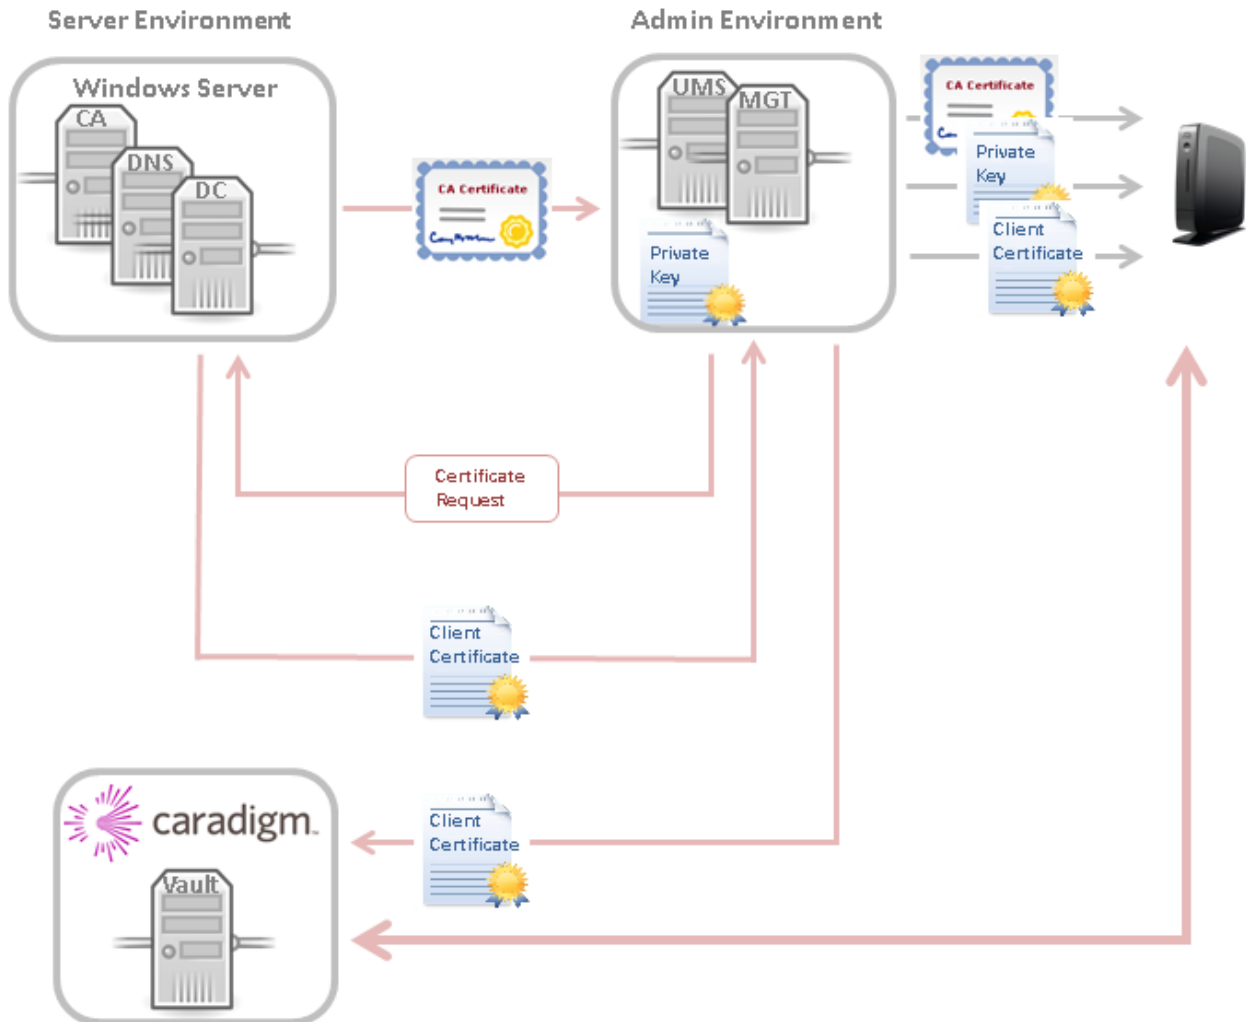 Server Environment
Admin Environment
Windows Server
CA
DNS
DC
CA Certificate
UMS
MGT
Private
Key
CA Certificate
Private
Key
Client
Certificate
Certificate
Request
Client
Certificate
caradigm™
Vault
Client
Certificate